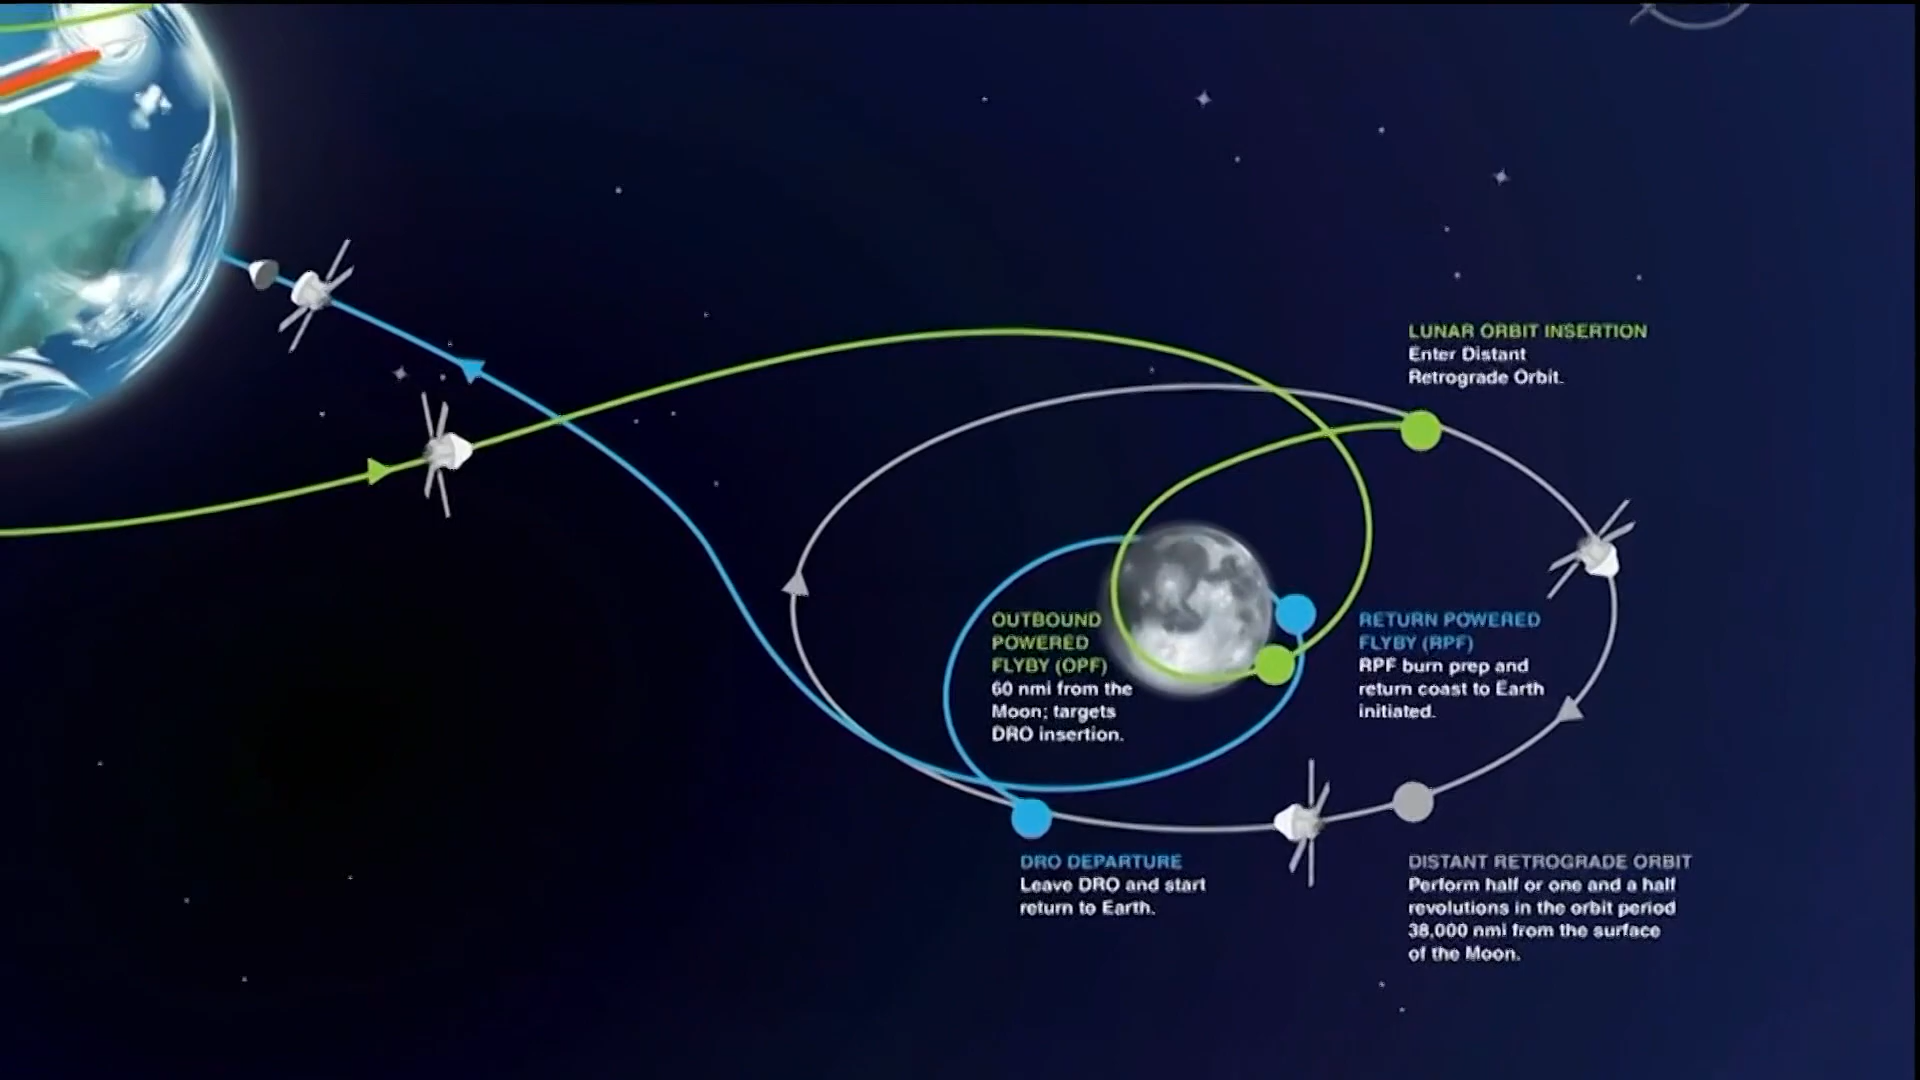 LUNAR ORBIT INSERTION
Enter Distant
Retrograde Orbit.
OUTBOUND
POWERED
FLYBY (OPF)
60 nmi from the
Moon; targets
DRO insertion.
RETURN POWERED
FLYBY (RPF)
RPF burn prep and
return coast to Earth
initiated.
DRO DEPARTURE
Leave DRO and start
return to Earth.
DISTANT RETROGRADE ORBIT
Perform half or one and a half
revolutions in the orbit period
38,000 nmi from the surface
of the Moon.